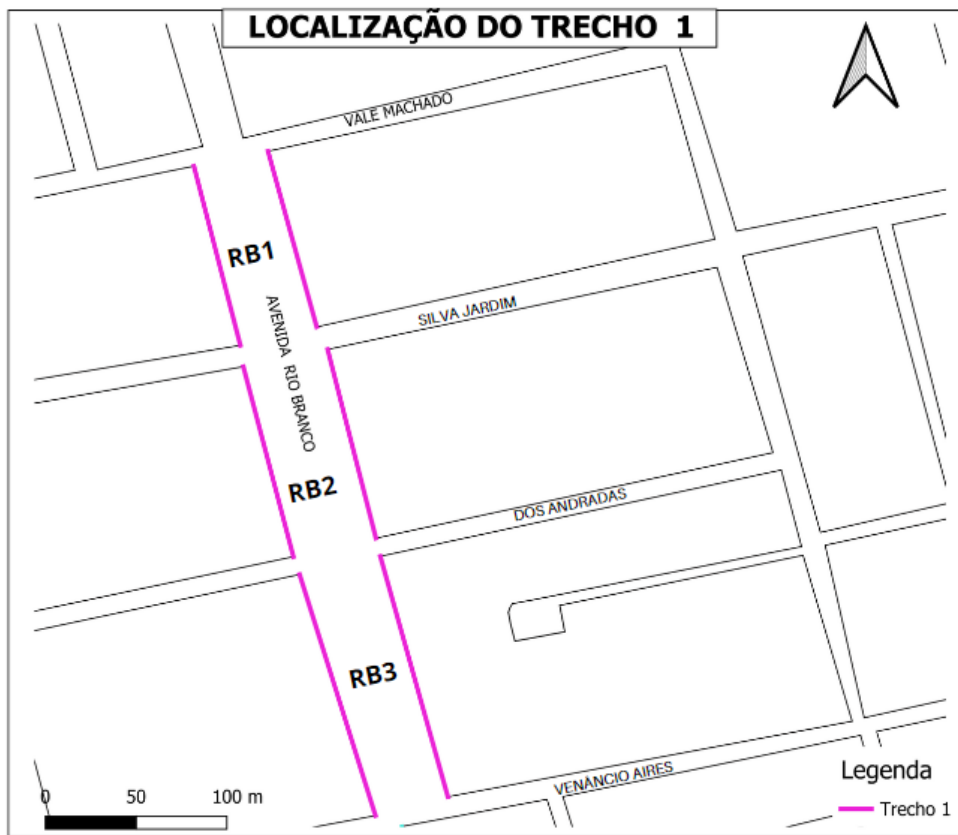 LOCALIZAÇÃO DO TRECHO 1
VALE MACHADO
RB1
AVENIDA RIO BRANCO
SILVA JARDIM
RB2
DOS ANDRADAS
RB3
VENÂNCIO AIRES
0 50 100 m
Legenda
Trecho 1